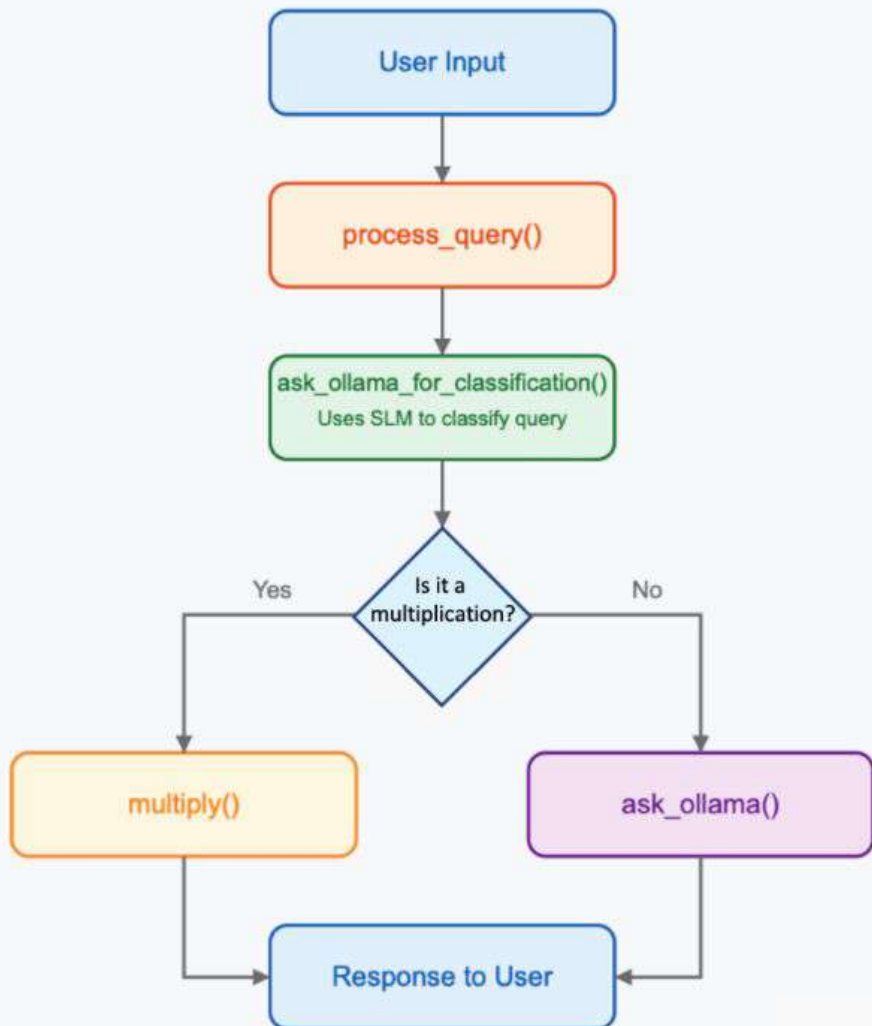 User Input
process_query()
ask_ollama_for_classification()
Uses SLM to classify query
Is it a
multiplication?
Yes
No
multiply()
ask_ollama()
Response to User